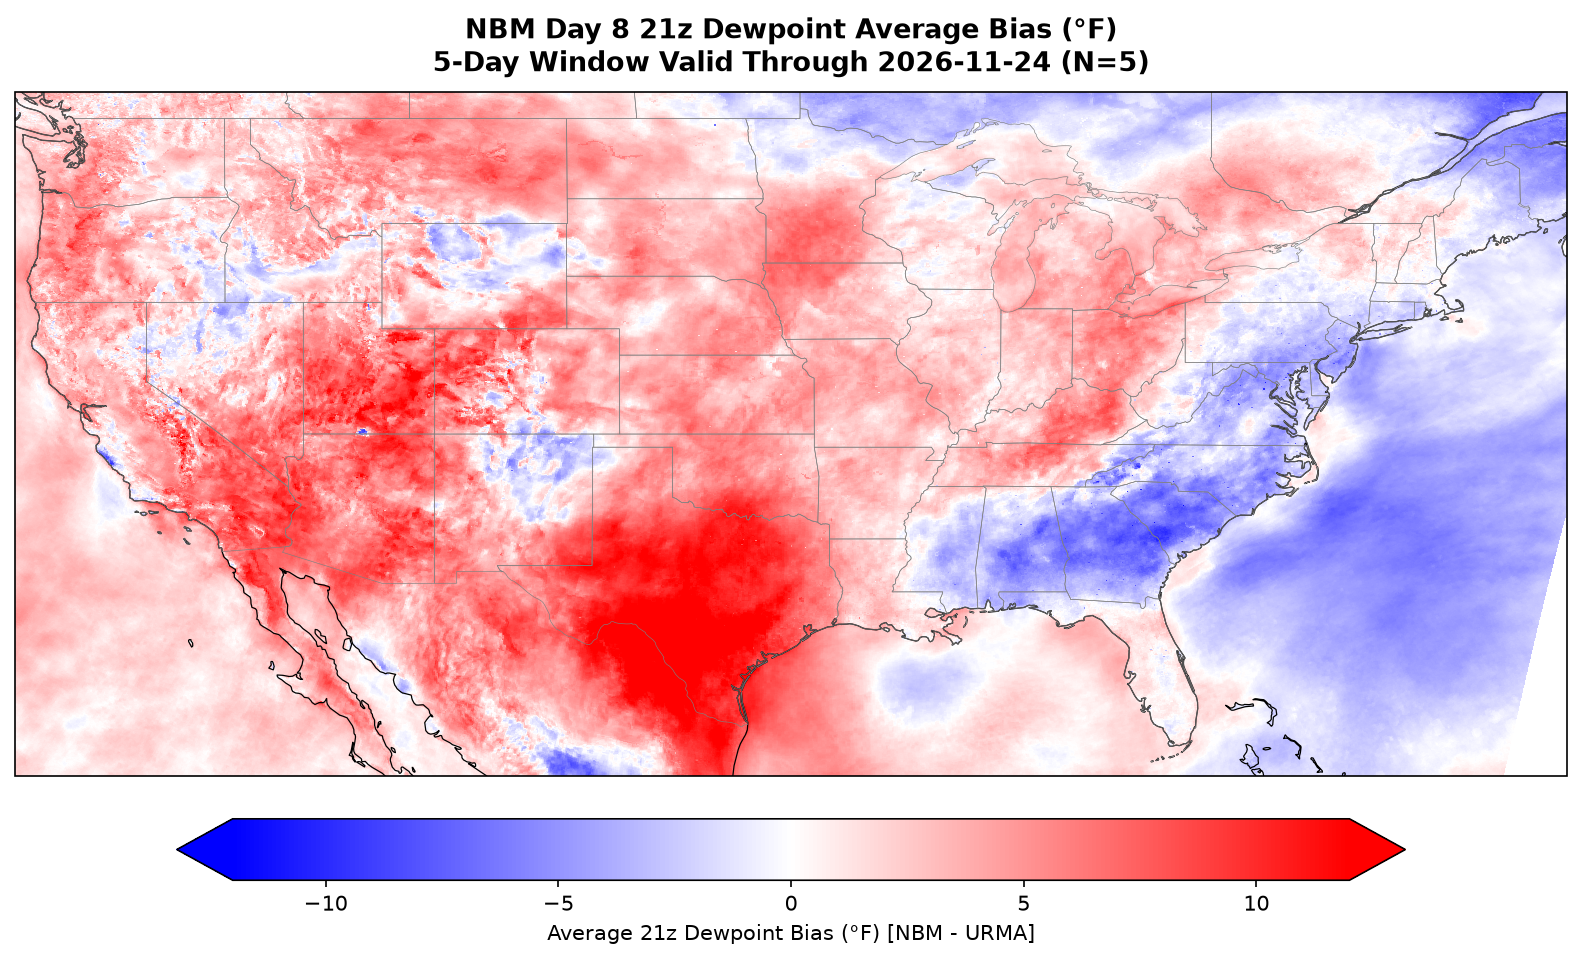 NBM Day 8 21z Dewpoint Average Bias (°F)
5-Day Window Valid Through 2026-11-24 (N=5)
−10 −5 0 5 10
Average 21z Dewpoint Bias (°F) [NBM - URMA]